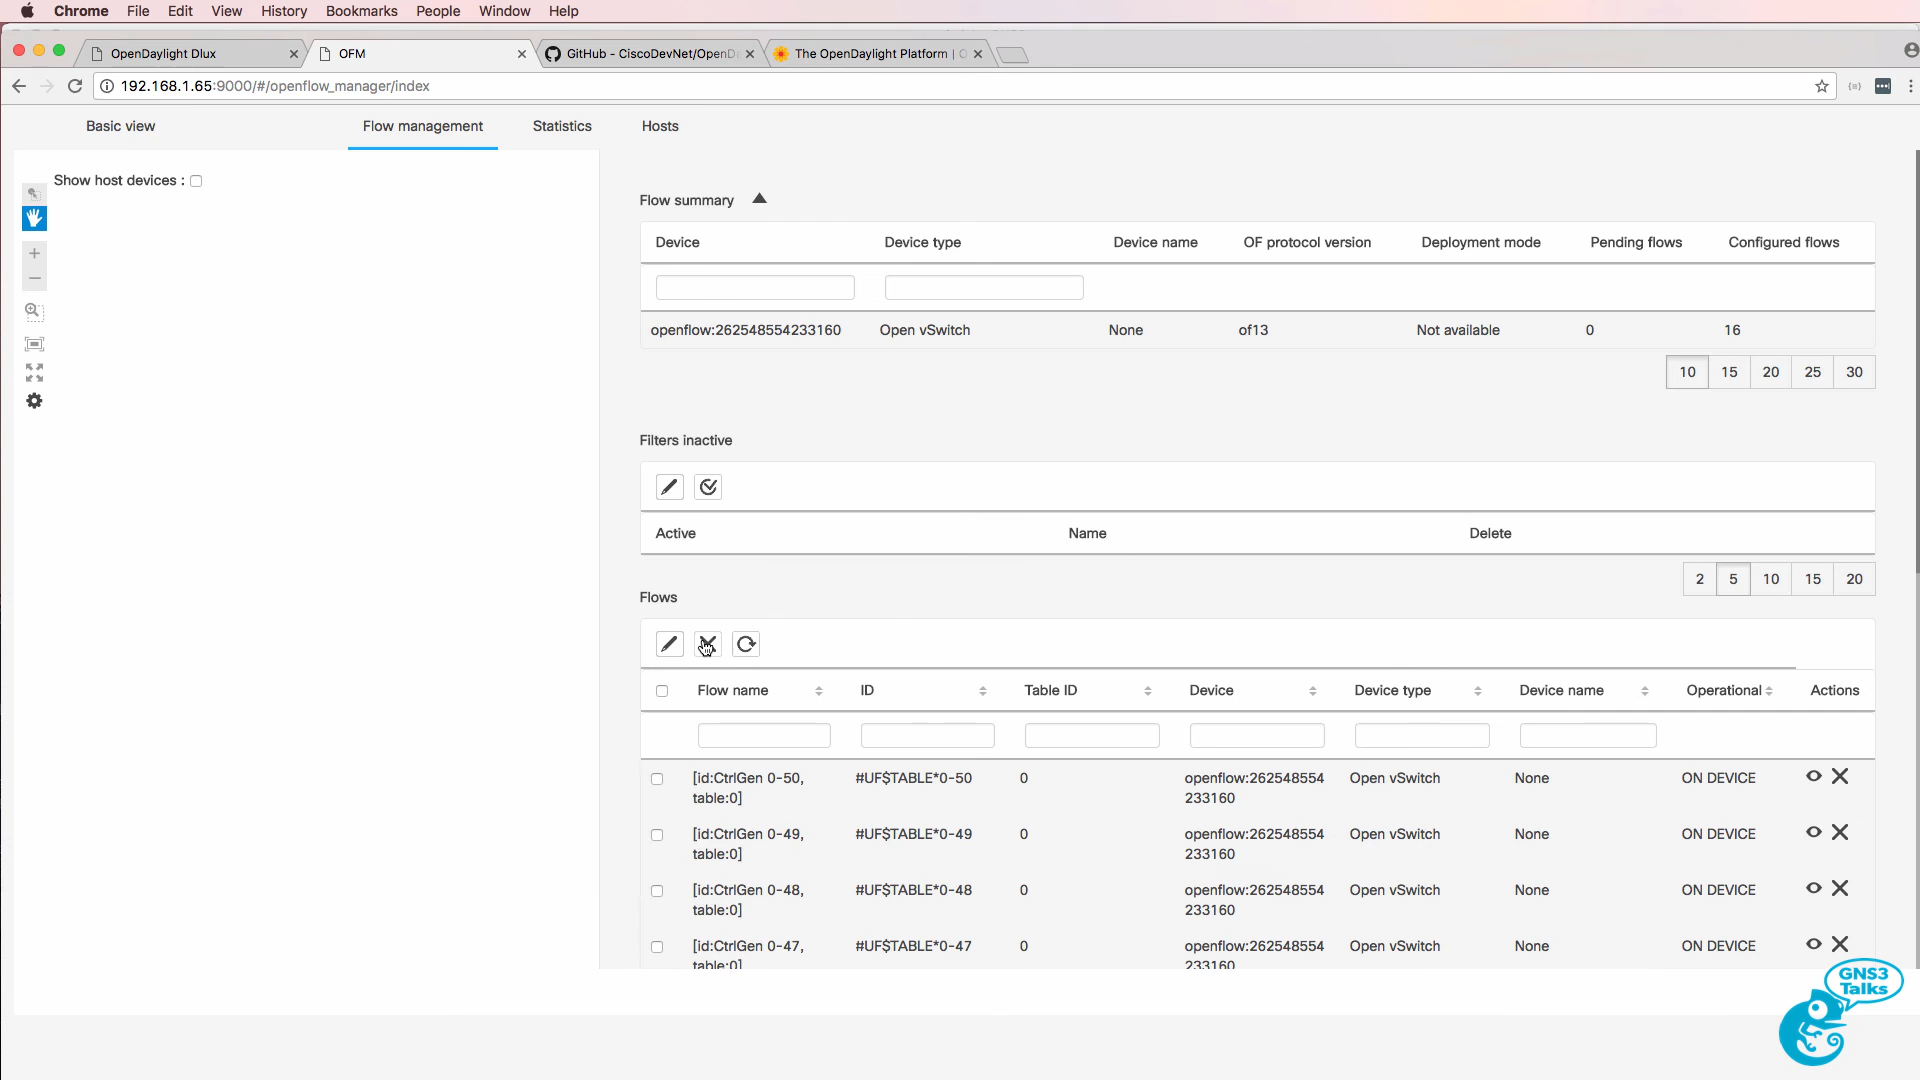 Chrome File Edit View History Bookmarks People Window Help
OpenDaylight Dlux OFM GitHub - CiscoDevNet/OpenDa The OpenDaylight Platform | O
192.168.1.65:9000/#/openflow_manager/index
Basic view Flow management Statistics Hosts
Show host devices :
Flow summary
Device Device type Device name OF protocol version Deployment mode Pending flows Configured flows
openflow:262548554233160 Open vSwitch None of13 Not available 0 16
10 15 20 25 30
Filters inactive
Active Name Delete
2 5 10 15 20
Flows
Flow name ID Table ID Device Device type Device name Operational Actions
[id:CtrlGen 0-50, #UF$TABLE*0-50 0 openflow:262548554 Open vSwitch None ON DEVICE
table:0] 233160
[id:CtrlGen 0-49, #UF$TABLE*0-49 0 openflow:262548554 Open vSwitch None ON DEVICE
table:0] 233160
[id:CtrlGen 0-48, #UF$TABLE*0-48 0 openflow:262548554 Open vSwitch None ON DEVICE
table:0] 233160
[id:CtrlGen 0-47, #UF$TABLE*0-47 0 openflow:262548554 Open vSwitch None ON DEVICE
table:0] 233160
GNS3
Talks